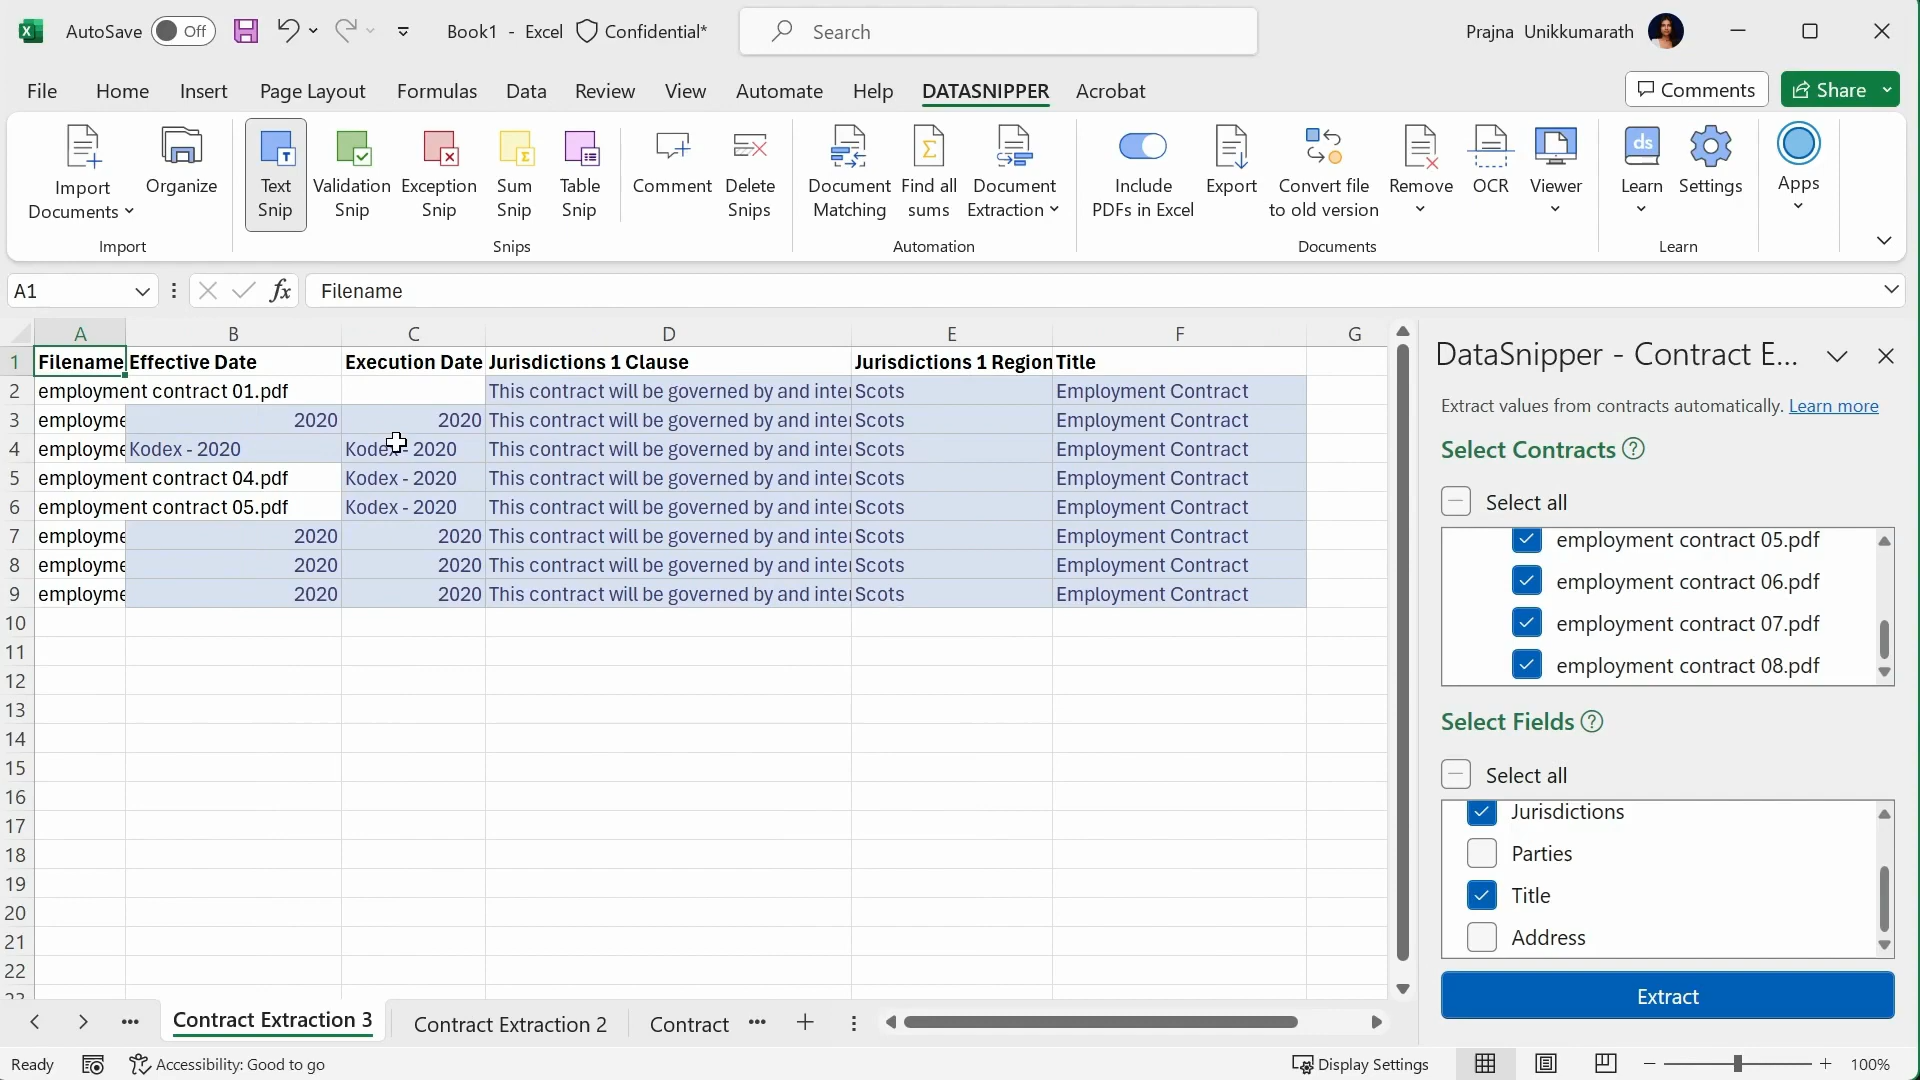 AutoSave Off Book1 - Excel Confidential* Search Prajna Unikkumarath
File Home Insert Page Layout Formulas Data Review View Automate Help DATASNIPPER Acrobat Comments Share
Import Documents
Organize
Text Snip
Validation Snip
Exception Snip
Sum Snip
Table Snip
Comment
Delete Snips
Document Matching
Find all sums
Document Extraction
Include PDFs in Excel
Export
Convert file to old version
Remove
OCR
Viewer
ds
Learn
Settings
Apps
Import Snips Automation Documents Learn
A1 fx Filename
A B C D E F G
1 Filename Effective Date Execution Date Jurisdictions 1 Clause Jurisdictions 1 Region Title
2 employment contract 01.pdf This contract will be governed by and inter Scots Employment Contract
3 employme 2020 2020 This contract will be governed by and inter Scots Employment Contract
4 employme Kodex - 2020 Kodex - 2020 This contract will be governed by and inter Scots Employment Contract
5 employment contract 04.pdf Kodex - 2020 This contract will be governed by and inter Scots Employment Contract
6 employment contract 05.pdf Kodex - 2020 This contract will be governed by and inter Scots Employment Contract
7 employme 2020 2020 This contract will be governed by and inter Scots Employment Contract
8 employme 2020 2020 This contract will be governed by and inter Scots Employment Contract
9 employme 2020 2020 This contract will be governed by and inter Scots Employment Contract
10
11
12
13
14
15
16
17
18
19
20
21
22
23
DataSnipper - Contract E...
Extract values from contracts automatically. Learn more
Select Contracts
Select all
employment contract 05.pdf
employment contract 06.pdf
employment contract 07.pdf
employment contract 08.pdf
Select Fields
Select all
Jurisdictions
Parties
Title
Address
Extract
Contract Extraction 3 Contract Extraction 2 Contract ...
Ready Accessibility: Good to go Display Settings 100%